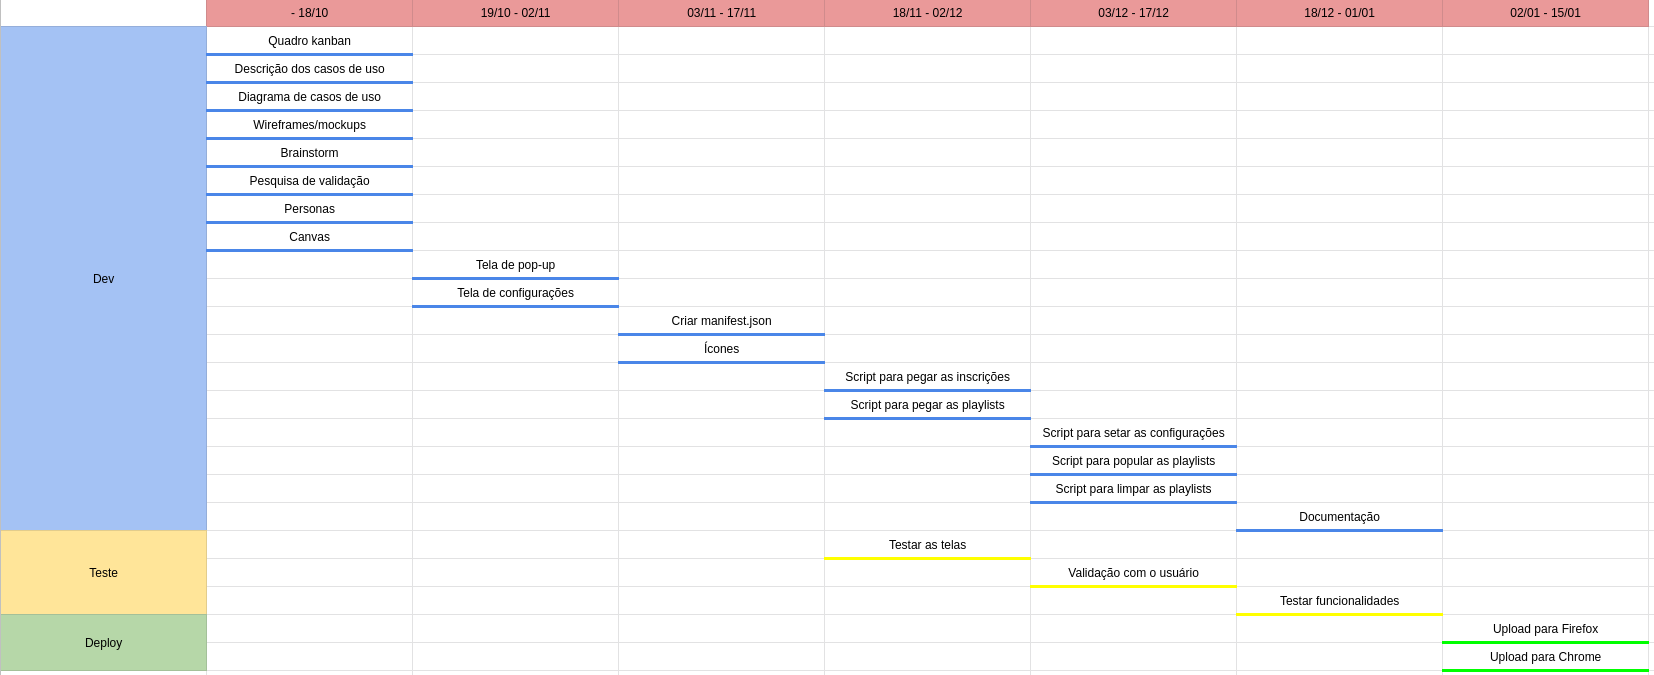 - 18/10
19/10 - 02/11
03/11 - 17/11
18/11 - 02/12
03/12 - 17/12
18/12 - 01/01
02/01 - 15/01
Dev
Quadro kanban
Descrição dos casos de uso
Diagrama de casos de uso
Wireframes/mockups
Brainstorm
Pesquisa de validação
Personas
Canvas
Tela de pop-up
Tela de configurações
Criar manifest.json
Ícones
Script para pegar as inscrições
Script para pegar as playlists
Script para setar as configurações
Script para popular as playlists
Script para limpar as playlists
Documentação
Teste
Testar as telas
Validação com o usuário
Testar funcionalidades
Deploy
Upload para Firefox
Upload para Chrome